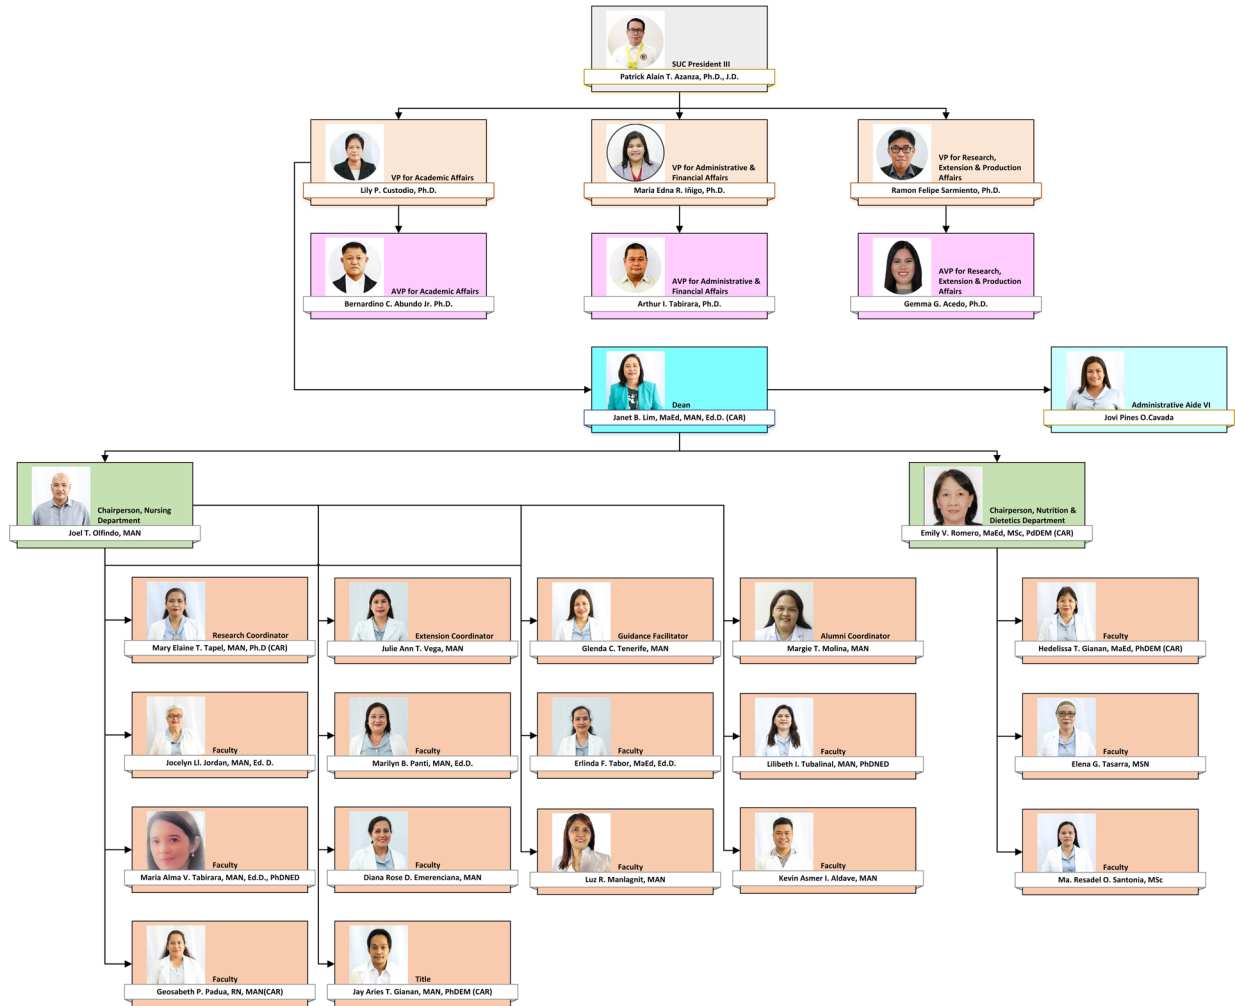 SUC President III
Patrick Alain T. Azanza, Ph.D., J.D.
VP for Academic Affairs
Lily P. Custodio, Ph.D.
VP for Administrative &
Financial Affairs
Maria Edna R. Iñigo, Ph.D.
VP for Research,
Extension & Production
Affairs
Ramon Felipe Sarmiento, Ph.D.
AVP for Academic Affairs
Bernardino C. Abundo Jr. Ph.D.
AVP for Administrative &
Financial Affairs
Arthur I. Tabirara, Ph.D.
AVP for Research,
Extension & Production
Affairs
Gemma G. Acedo, Ph.D.
Dean
Janet B. Lim, MaEd, MAN, Ed.D. (CAR)
Administrative Aide VI
Jovi Pines O.Cavada
Chairperson, Nursing
Department
Joel T. Olfindo, MAN
Chairperson, Nutrition &
Dietetics Department
Emily V. Romero, MaEd, MSc, PdDEM (CAR)
Research Coordinator
Mary Elaine T. Tapel, MAN, Ph.D (CAR)
Extension Coordinator
Julie Ann T. Vega, MAN
Guidance Facilitator
Glenda C. Tenerife, MAN
Alumni Coordinator
Margie T. Molina, MAN
Faculty
Hedelissa T. Gianan, MaEd, PhDEM (CAR)
Faculty
Jocelyn Ll. Jordan, MAN, Ed. D.
Faculty
Marilyn B. Panti, MAN, Ed.D.
Faculty
Erlinda F. Tabor, MaEd, Ed.D.
Faculty
Lilibeth I. Tubalinal, MAN, PhDNED
Faculty
Elena G. Tasarra, MSN
Faculty
Maria Alma V. Tabirara, MAN, Ed.D., PhDNED
Faculty
Diana Rose D. Emerenciana, MAN
Faculty
Luz R. Manlagnit, MAN
Faculty
Kevin Asmer I. Aldave, MAN
Faculty
Ma. Resadel O. Santonia, MSc
Faculty
Geosabeth P. Padua, RN, MAN(CAR)
Title
Jay Aries T. Gianan, MAN, PhDEM (CAR)